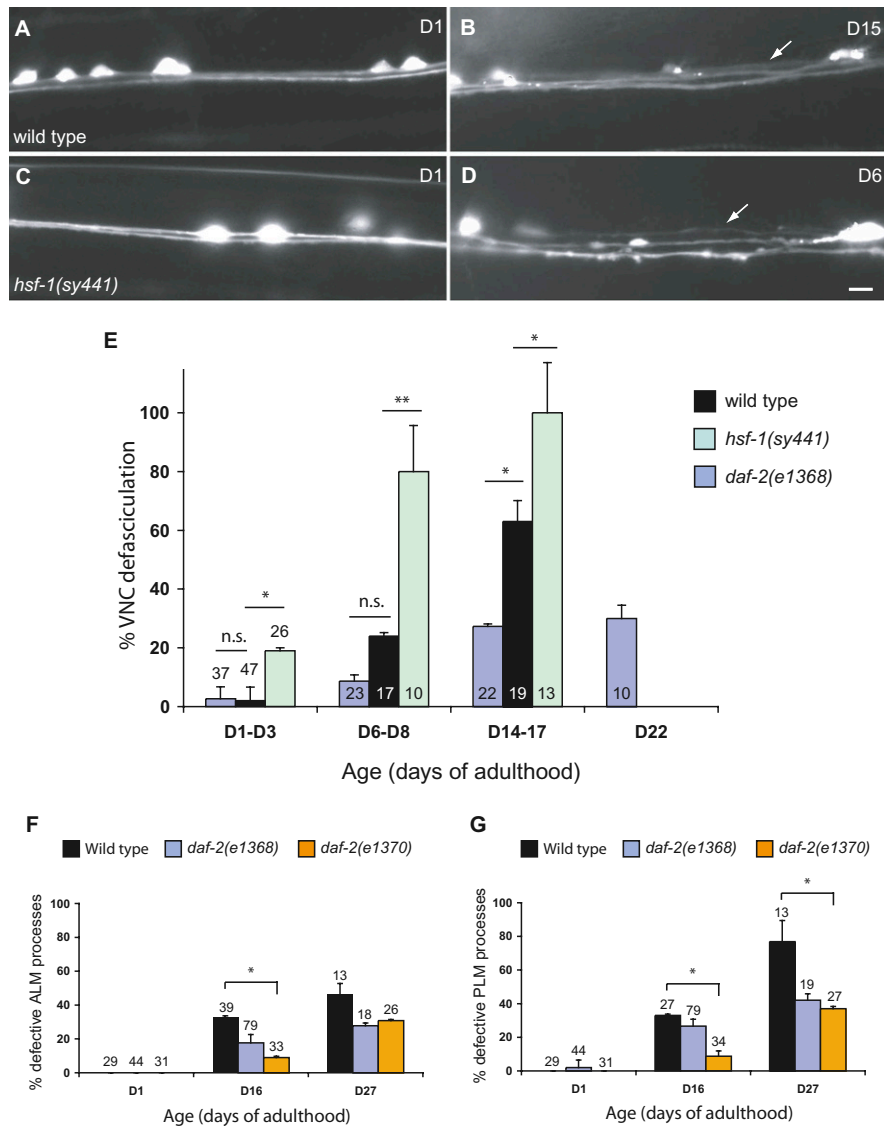 A
D1
wild type
B
D15
C
D1
hsf-1(sy441)
D
D6
E
% VNC defasciculation
100
80
60
40
20
0
n.s.
*
37
47
26
n.s.
**
23
17
10
*
*
22
19
13
10
D1-D3
D6-D8
D14-17
D22
Age (days of adulthood)
wild type
hsf-1(sy441)
daf-2(e1368)
F
Wild type
daf-2(e1368)
daf-2(e1370)
% defective ALM processes
100
80
60
40
20
0
29
44
31
*
39
79
33
13
18
26
D1
D16
D27
Age (days of adulthood)
G
Wild type
daf-2(e1368)
daf-2(e1370)
% defective PLM processes
100
80
60
40
20
0
29
44
31
*
27
79
34
*
13
19
27
D1
D16
D27
Age (days of adulthood)